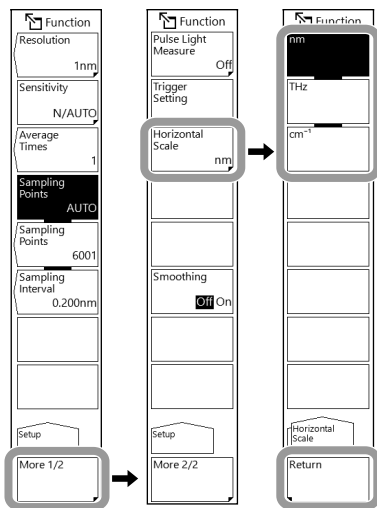 Function
Resolution
1nm
Sensitivity
N/AUTO
Average
Times
1
Sampling
Points
AUTO
Sampling
Points
6001
Sampling
Interval
0.200nm
Setup
More 1/2
Function
Pulse Light
Measure
Off
Trigger
Setting
Horizontal
Scale
nm
Smoothing
Off On
Setup
More 2/2
Function
nm
THz
cm⁻¹
Horizontal
Scale
Return